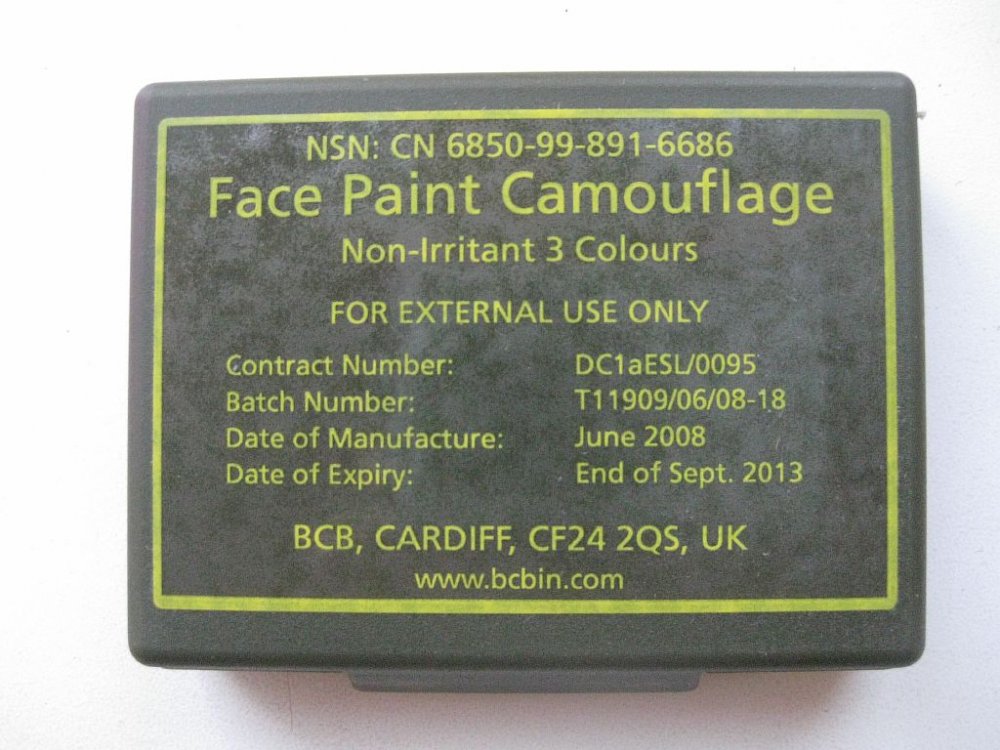 NSN: CN 6850-99-891-6686
Face Paint Camouflage
Non-Irritant 3 Colours
FOR EXTERNAL USE ONLY
Contract Number: DC1aESL/0095
Batch Number: T11909/06/08-18
Date of Manufacture: June 2008
Date of Expiry: End of Sept. 2013
BCB, CARDIFF, CF24 2QS, UK
www.bcbin.com